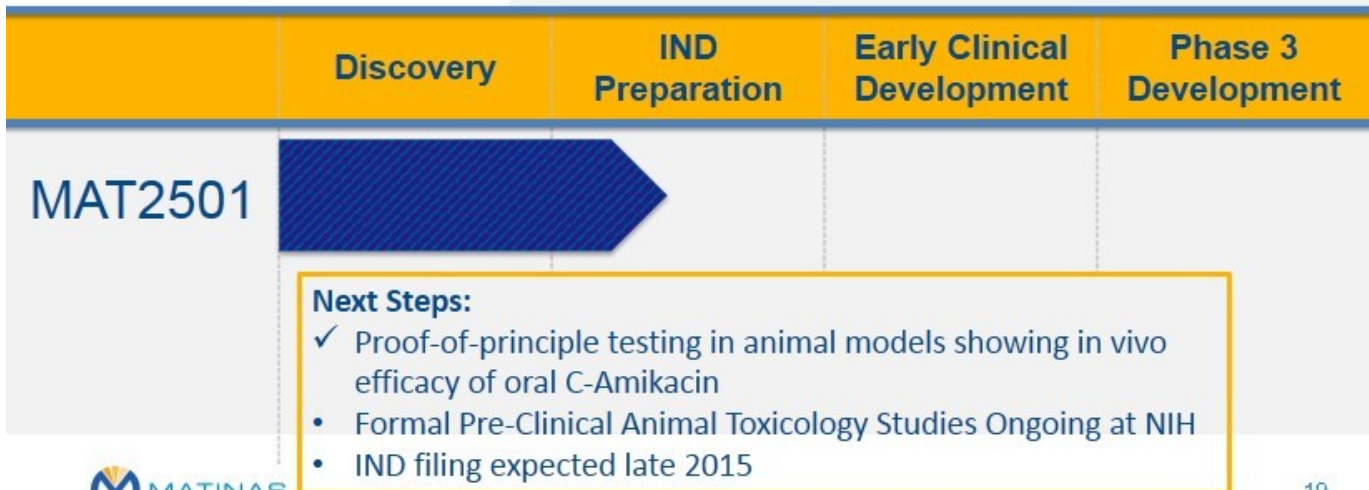 Discovery
IND
Preparation
Early Clinical
Development
Phase 3
Development
MAT2501
Next Steps:
✓ Proof-of-principle testing in animal models showing in vivo
efficacy of oral C-Amikacin
• Formal Pre-Clinical Animal Toxicology Studies Ongoing at NIH
• IND filing expected late 2015
MATINAS
19